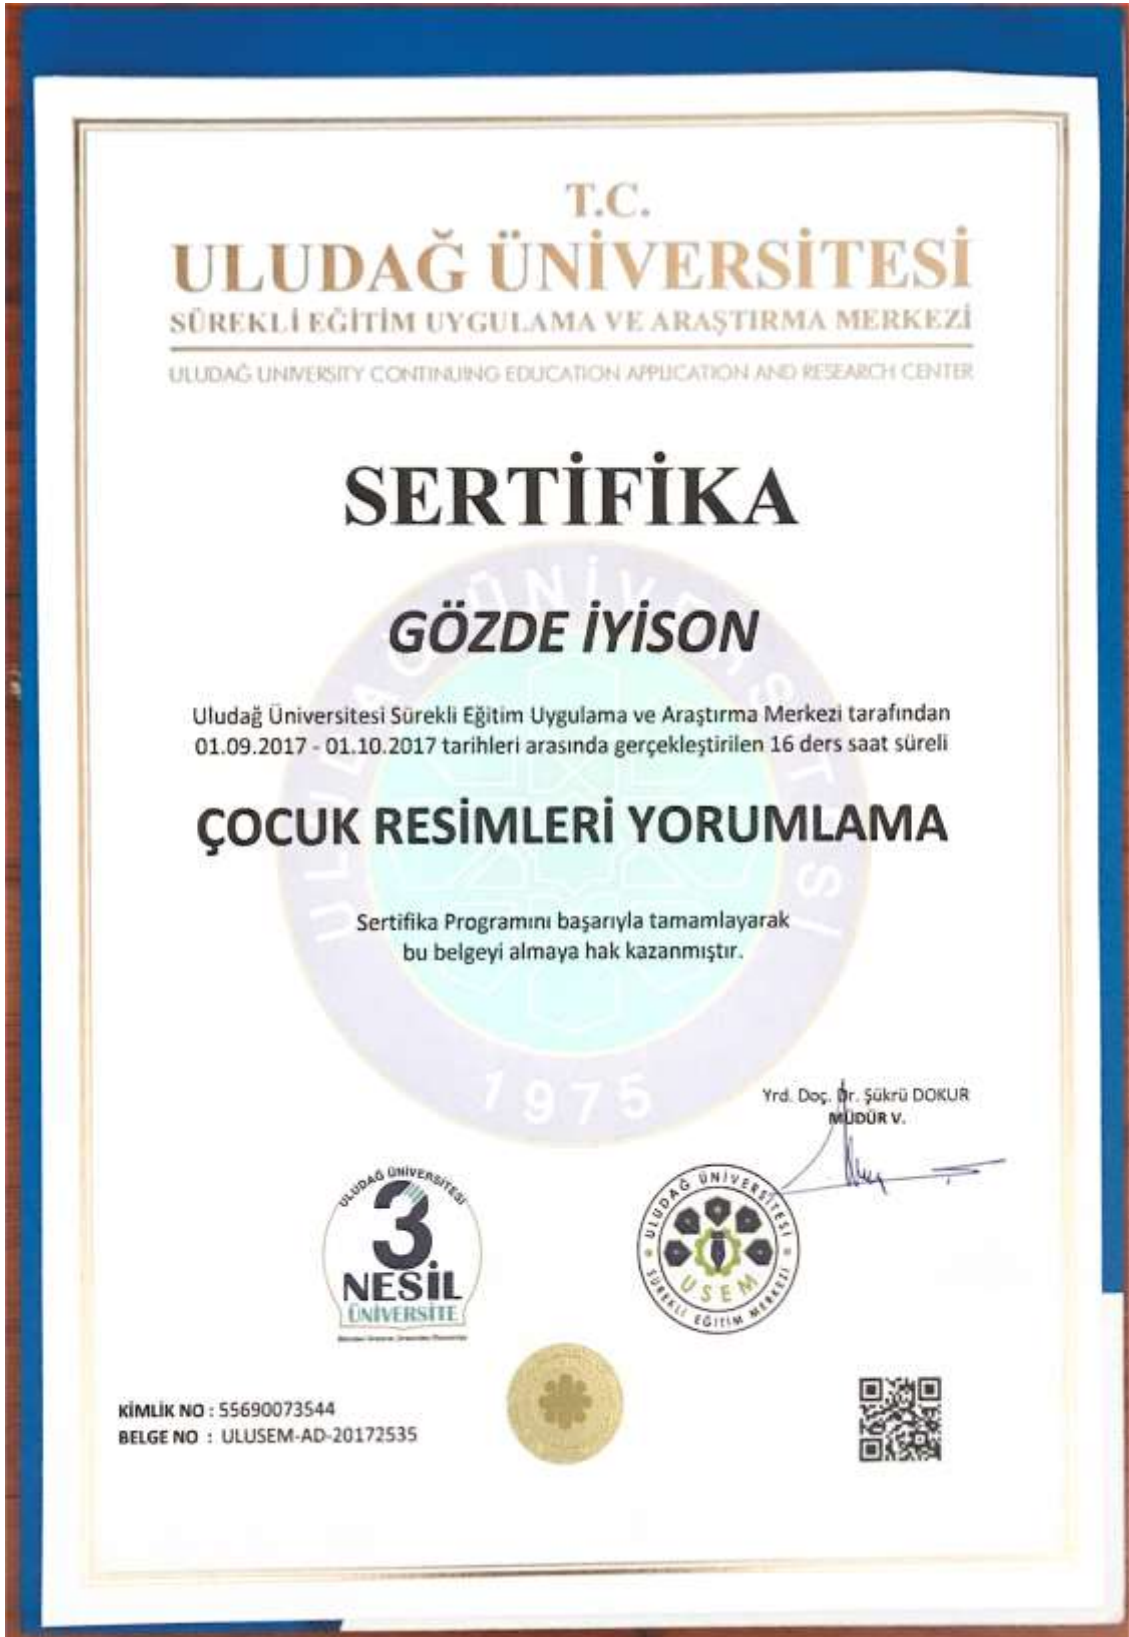 T.C.
ULUDAĞ ÜNİVERSİTESİ
SÜREKLİ EĞİTİM UYGULAMA VE ARAŞTIRMA MERKEZİ
ULUDAĞ UNIVERSITY CONTINUING EDUCATION APPLICATION AND RESEARCH CENTER
SERTİFİKA
GÖZDE İYİSON
Uludağ Üniversitesi Sürekli Eğitim Uygulama ve Araştırma Merkezi tarafından
01.09.2017 - 01.10.2017 tarihleri arasında gerçekleştirilen 16 ders saat süreli
ÇOCUK RESİMLERİ YORUMLAMA
Sertifika Programını başarıyla tamamlayarak
bu belgeyi almaya hak kazanmıştır.
ULUDAĞ ÜNİVERSİTESİ
1975
Yrd. Doç. Dr. Şükrü DOKUR
MÜDÜR V.
ULUDAĞ ÜNİVERSİTESİ
3.
NESİL
ÜNİVERSİTE
ULUDAĞ ÜNİVERSİTESİ
USEM
SÜREKLİ EĞİTİM MERKEZİ
KİMLİK NO : 55690073544
BELGE NO : ULUSEM-AD-20172535